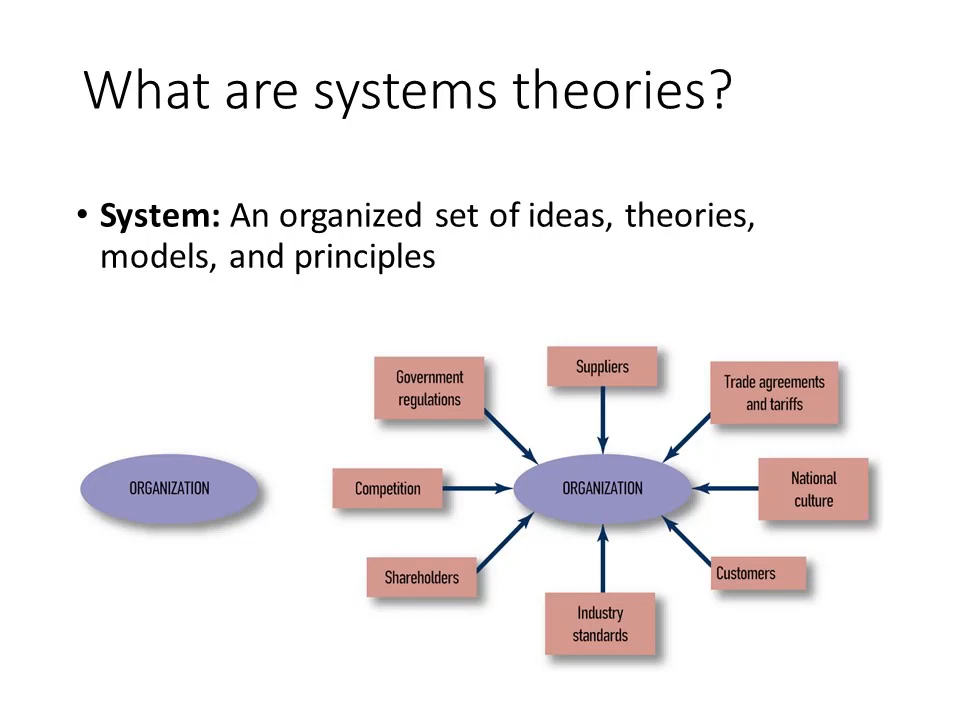 What are systems theories?
• System: An organized set of ideas, theories,
models, and principles
Suppliers
Government
regulations
Trade agreements
and tariffs
ORGANIZATION
Competition
ORGANIZATION
National
culture
Shareholders
Customers
Industry
standards